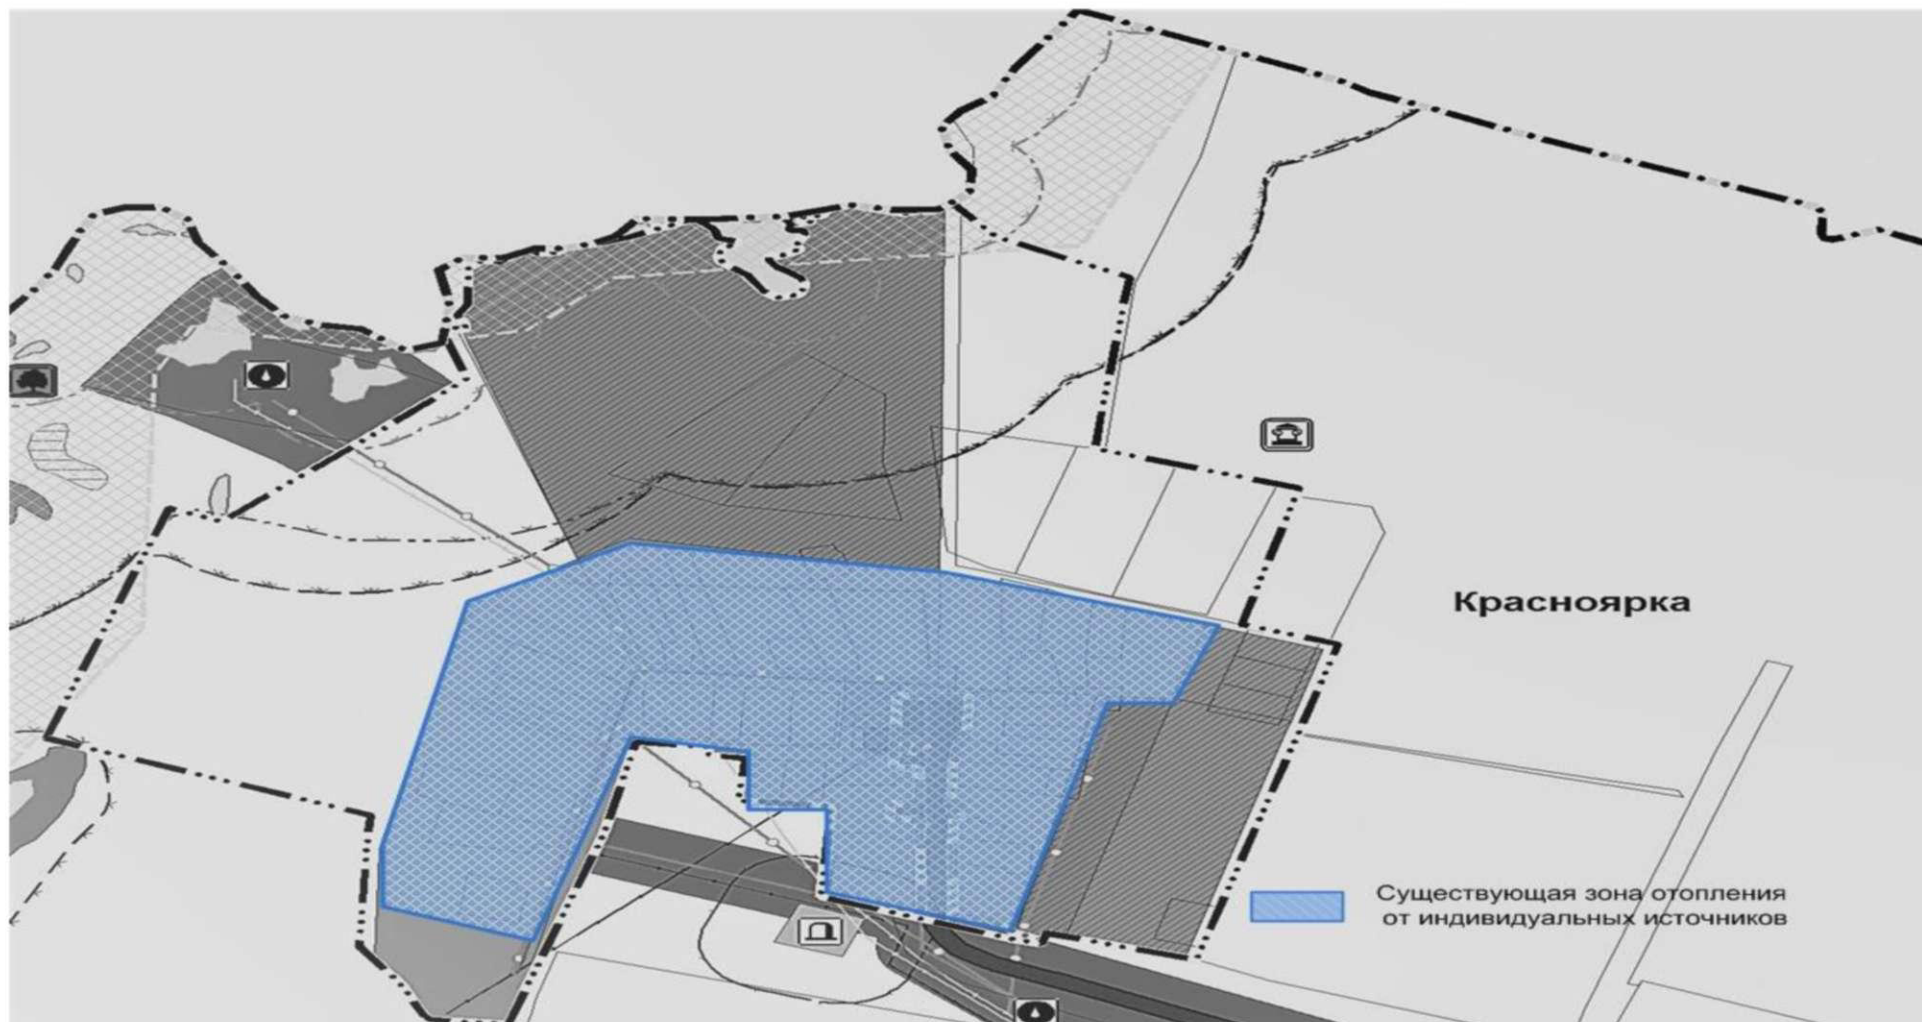 Красноярка
Существующая зона отопления
от индивидуальных источников